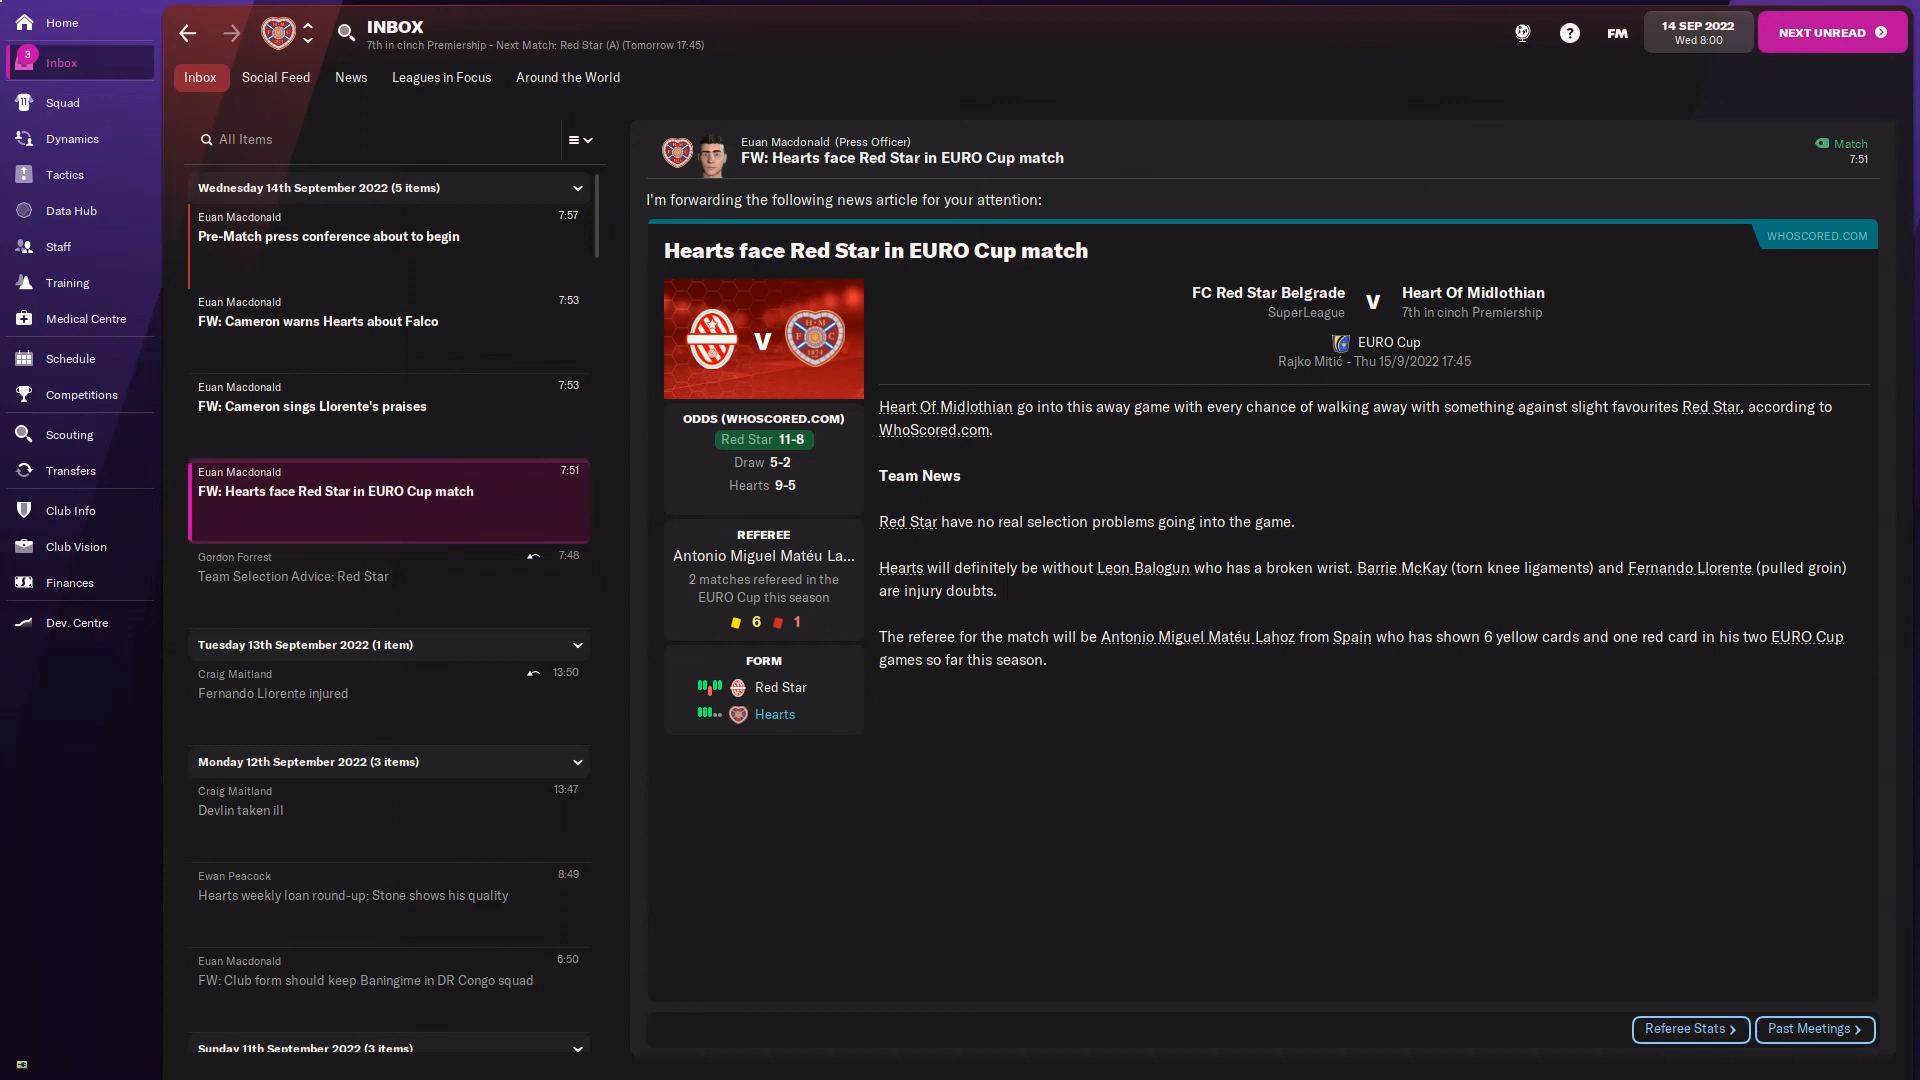 Home
3
Inbox
Squad
Dynamics
Tactics
Data Hub
Staff
Training
Medical Centre
Schedule
Competitions
Scouting
Transfers
Club Info
Club Vision
Finances
Dev. Centre
INBOX
7th in cinch Premiership - Next Match: Red Star (A) (Tomorrow 17:45)
FM
14 SEP 2022
Wed 8:00
NEXT UNREAD
Inbox Social Feed News Leagues in Focus Around the World
All Items
Wednesday 14th September 2022 (5 items)
Euan Macdonald 7:57
Pre-Match press conference about to begin
Euan Macdonald 7:53
FW: Cameron warns Hearts about Falco
Euan Macdonald 7:53
FW: Cameron sings Llorente's praises
Euan Macdonald 7:51
FW: Hearts face Red Star in EURO Cup match
Gordon Forrest 7:48
Team Selection Advice: Red Star
Tuesday 13th September 2022 (1 item)
Craig Maitland 13:50
Fernando Llorente injured
Monday 12th September 2022 (3 items)
Craig Maitland 13:47
Devlin taken ill
Ewan Peacock 8:49
Hearts weekly loan round-up: Stone shows his quality
Euan Macdonald 6:50
FW: Club form should keep Baningime in DR Congo squad
Sunday 11th September 2022 (3 items)
Euan Macdonald (Press Officer)
FW: Hearts face Red Star in EURO Cup match
Match
7:51
I'm forwarding the following news article for your attention:
WHOSCORED.COM
Hearts face Red Star in EURO Cup match
V
ODDS (WHOSCORED.COM)
Red Star 11-8
Draw 5-2
Hearts 9-5
REFEREE
Antonio Miguel Matéu La...
2 matches refereed in the
EURO Cup this season
6 1
FORM
Red Star
Hearts
FC Red Star Belgrade v Heart Of Midlothian
SuperLeague 7th in cinch Premiership
EURO Cup
Rajko Mitić - Thu 15/9/2022 17:45
Heart Of Midlothian go into this away game with every chance of walking away with something against slight favourites Red Star, according to
WhoScored.com.
Team News
Red Star have no real selection problems going into the game.
Hearts will definitely be without Leon Balogun who has a broken wrist. Barrie McKay (torn knee ligaments) and Fernando Llorente (pulled groin)
are injury doubts.
The referee for the match will be Antonio Miguel Matéu Lahoz from Spain who has shown 6 yellow cards and one red card in his two EURO Cup
games so far this season.
Referee Stats
Past Meetings